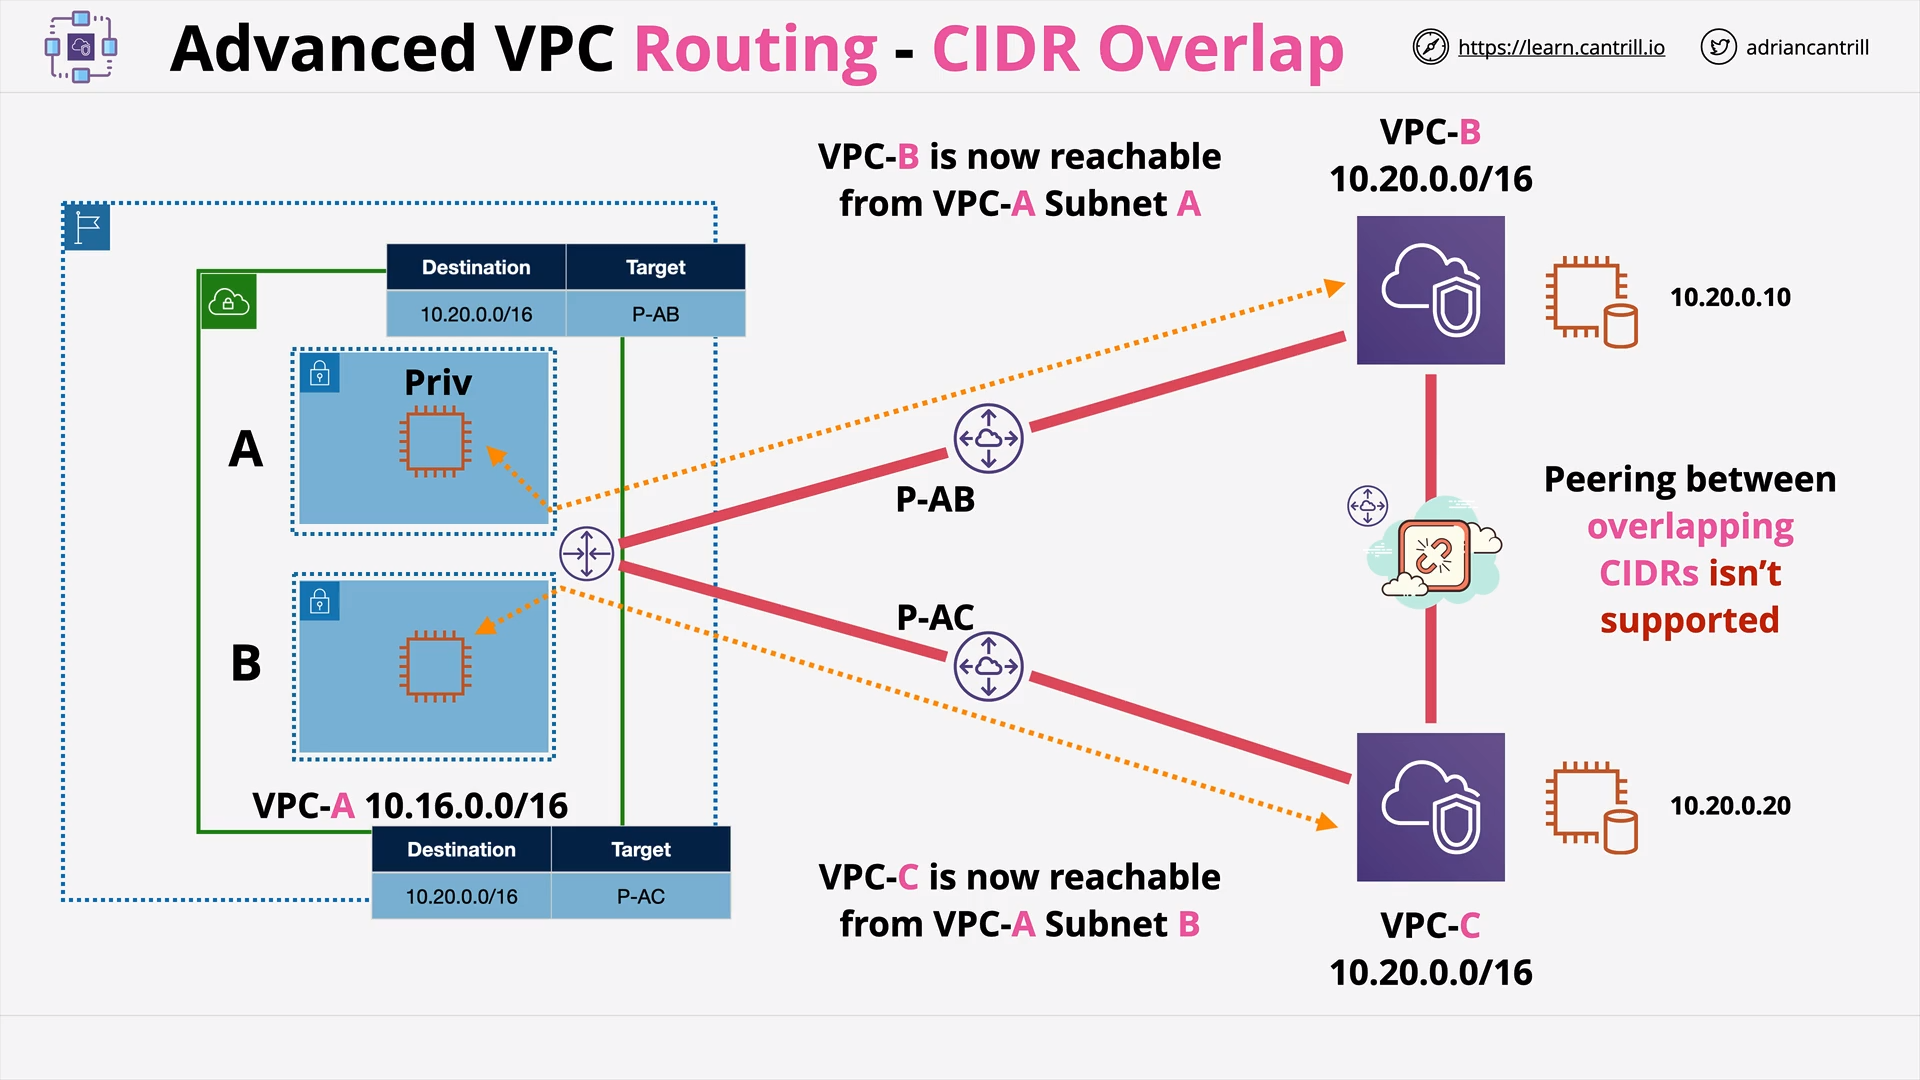 Advanced VPC Routing - CIDR Overlap
https://learn.cantrill.io
adriancantrill
VPC-B is now reachable
from VPC-A Subnet A
VPC-B
10.20.0.0/16
Destination Target
10.20.0.0/16 P-AB
10.20.0.10
Priv
A
P-AB
Peering between
overlapping
CIDRs isn't
supported
P-AC
B
VPC-A 10.16.0.0/16
10.20.0.20
Destination Target
10.20.0.0/16 P-AC
VPC-C is now reachable
from VPC-A Subnet B
VPC-C
10.20.0.0/16